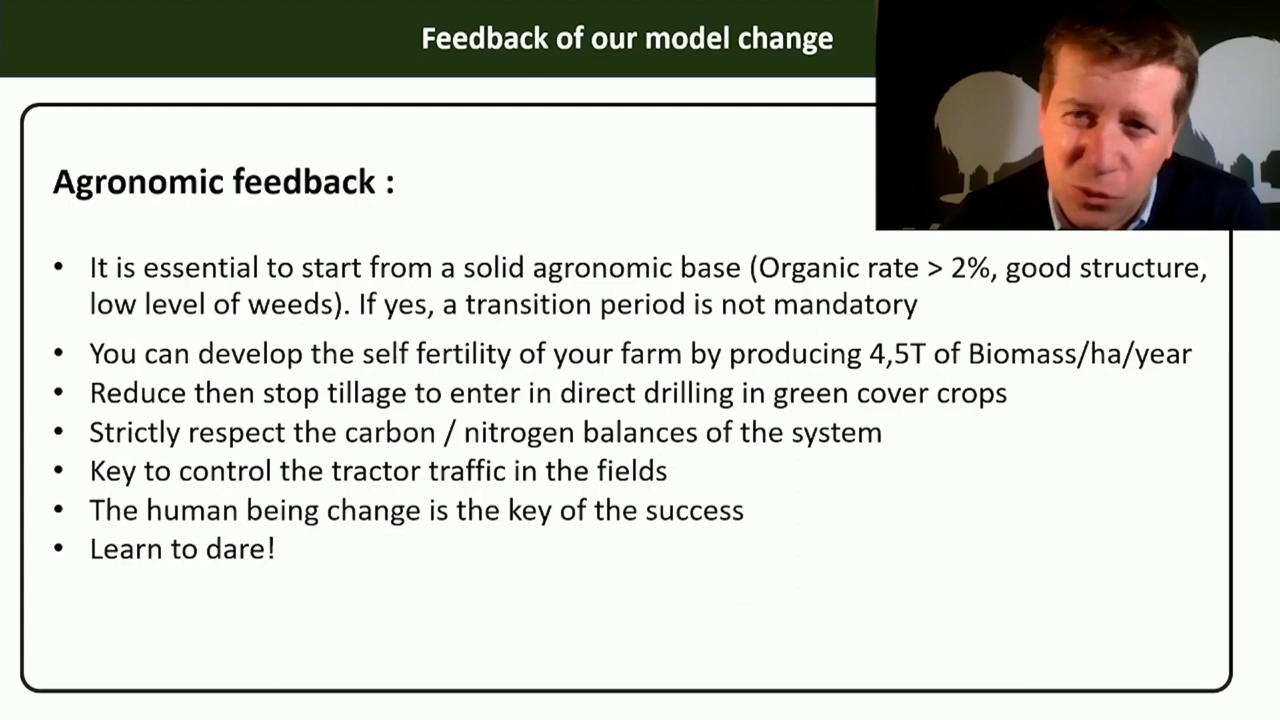 Feedback of our model change
Agronomic feedback :
• It is essential to start from a solid agronomic base (Organic rate > 2%, good structure,
low level of weeds). If yes, a transition period is not mandatory
• You can develop the self fertility of your farm by producing 4,5T of Biomass/ha/year
• Reduce then stop tillage to enter in direct drilling in green cover crops
• Strictly respect the carbon / nitrogen balances of the system
• Key to control the tractor traffic in the fields
• The human being change is the key of the success
• Learn to dare!